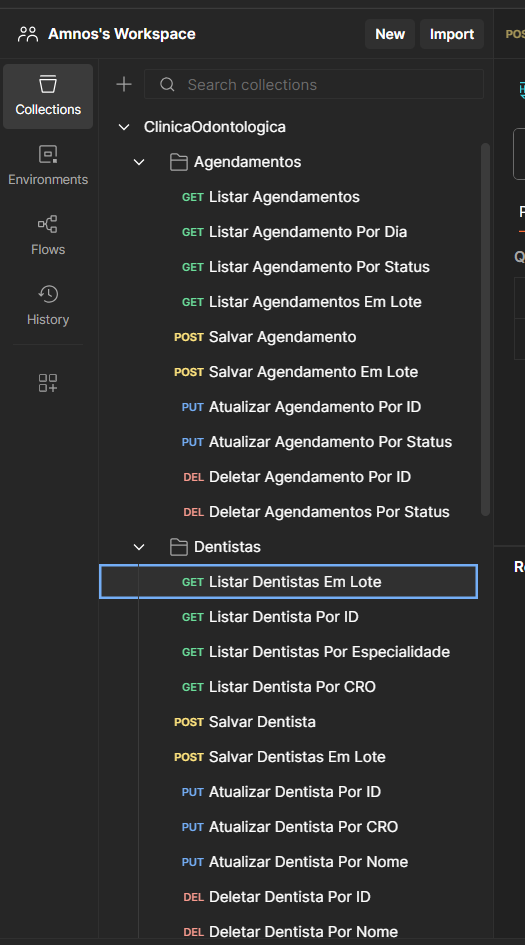 Amnos's Workspace
New
Import
POS
Collections
Environments
Flows
History
Search collections
ClinicaOdontologica
Agendamentos
GET Listar Agendamentos
GET Listar Agendamento Por Dia
GET Listar Agendamento Por Status
GET Listar Agendamentos Em Lote
POST Salvar Agendamento
POST Salvar Agendamento Em Lote
PUT Atualizar Agendamento Por ID
PUT Atualizar Agendamento Por Status
DEL Deletar Agendamento Por ID
DEL Deletar Agendamentos Por Status
Dentistas
GET Listar Dentistas Em Lote
GET Listar Dentista Por ID
GET Listar Dentistas Por Especialidade
GET Listar Dentista Por CRO
POST Salvar Dentista
POST Salvar Dentistas Em Lote
PUT Atualizar Dentista Por ID
PUT Atualizar Dentista Por CRO
PUT Atualizar Dentista Por Nome
DEL Deletar Dentista Por ID
DEL Deletar Dentista Por Nome